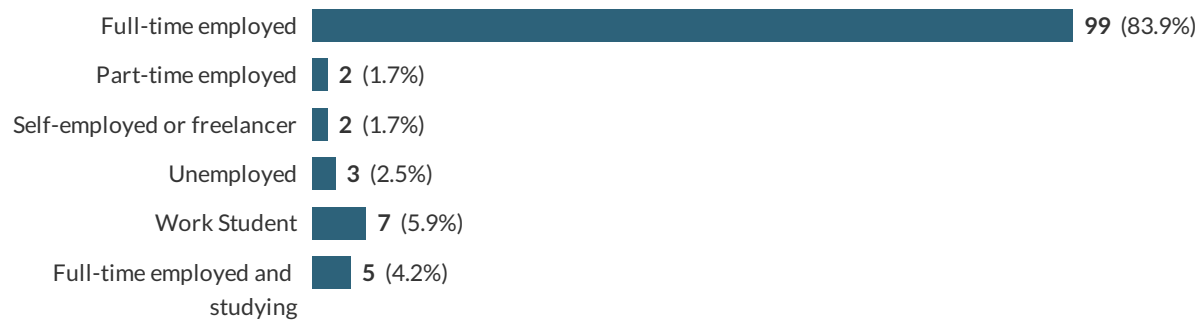 Full-time employed 99 (83.9%)
Part-time employed 2 (1.7%)
Self-employed or freelancer 2 (1.7%)
Unemployed 3 (2.5%)
Work Student 7 (5.9%)
Full-time employed and 5 (4.2%)
studying